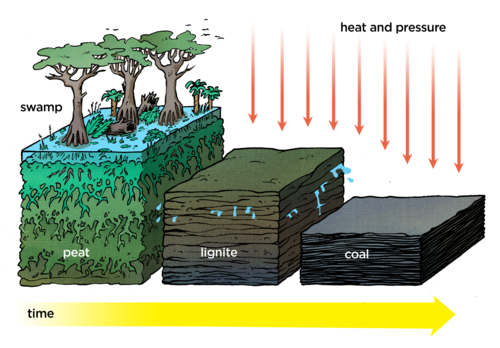 heat and pressure
swamp
peat
lignite
coal
time